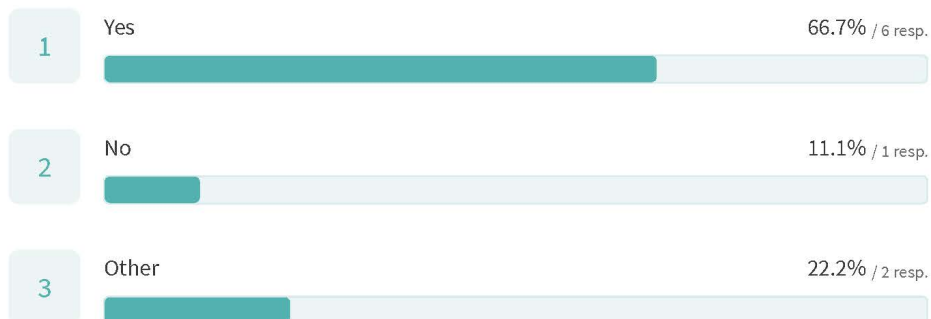 1 Yes 66.7% / 6 resp.
2 No 11.1% / 1 resp.
3 Other 22.2% / 2 resp.